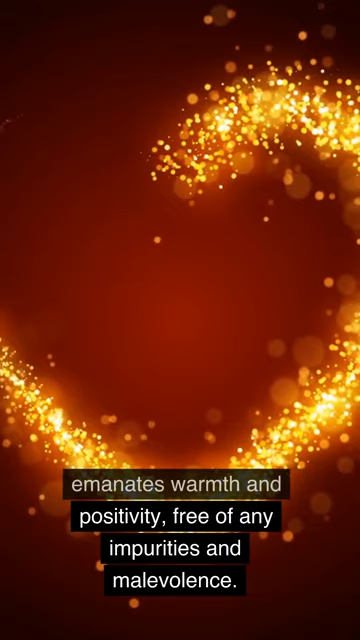 emanates warmth and
positivity, free of any
impurities and
malevolence.